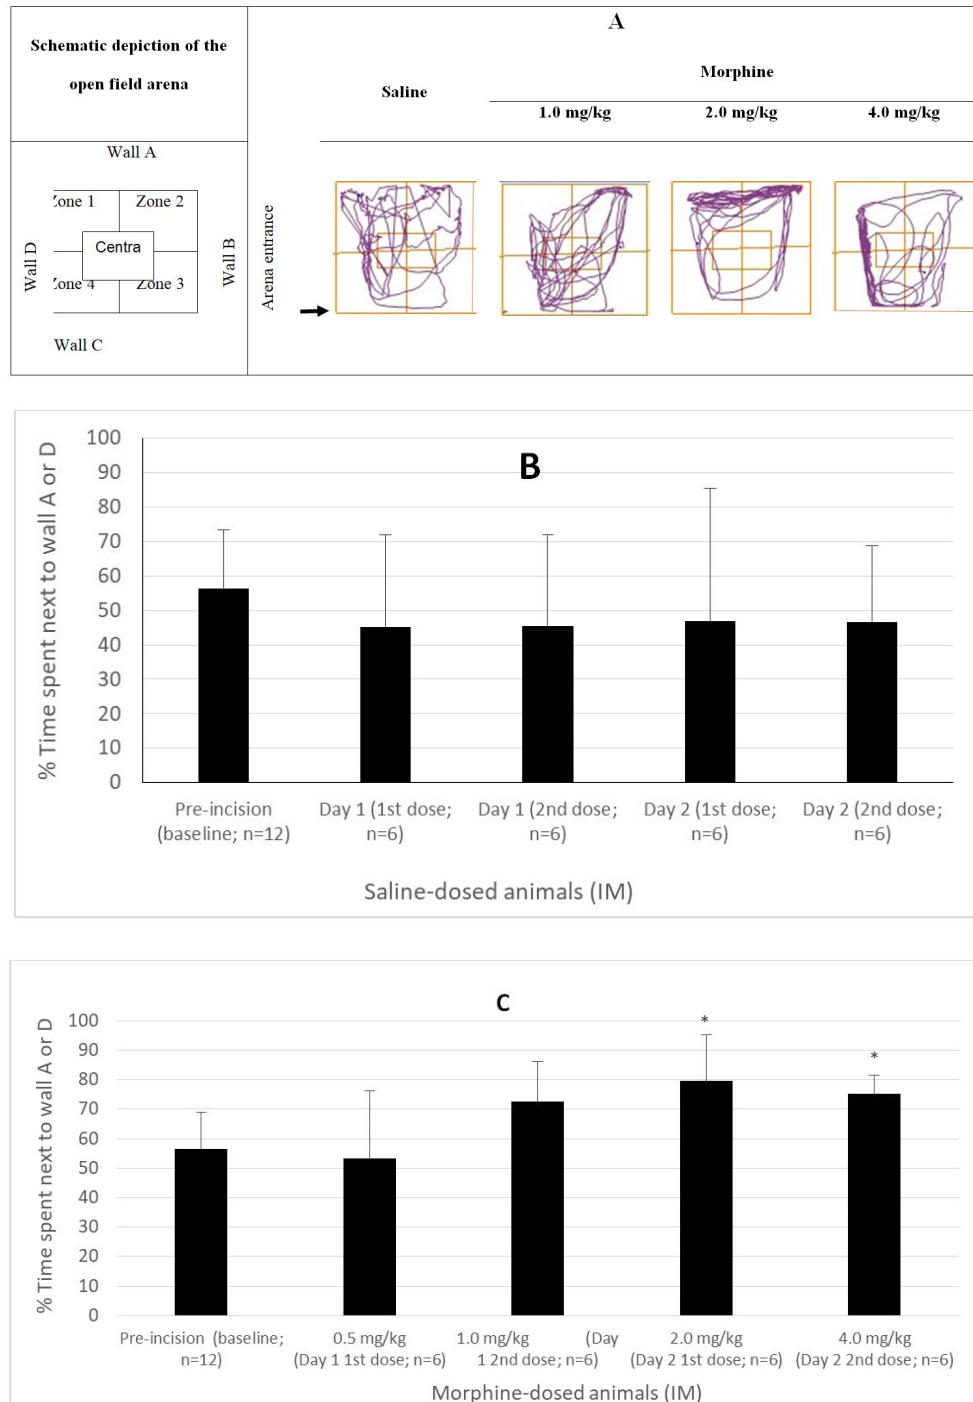 Schematic depiction of the
open field arena
A
Saline
Morphine
1.0 mg/kg
2.0 mg/kg
4.0 mg/kg
Wall A
Zone 1
Zone 2
Centra
Wall D
Wall B
Zone 4
Zone 3
Wall C
Arena entrance
B
% Time spent next to wall A or D
100
90
80
70
60
50
40
30
20
10
0
Pre-incision
(baseline; n=12)
Day 1 (1st dose;
n=6)
Day 1 (2nd dose;
n=6)
Day 2 (1st dose;
n=6)
Day 2 (2nd dose;
n=6)
Saline-dosed animals (IM)
C
% Time spent next to wall A or D
100
90
80
70
60
50
40
30
20
10
0
*
*
Pre-incision (baseline;
n=12)
0.5 mg/kg
(Day 1 1st dose; n=6)
1.0 mg/kg (Day
1 2nd dose; n=6)
2.0 mg/kg
(Day 2 1st dose; n=6)
4.0 mg/kg
(Day 2 2nd dose; n=6)
Morphine-dosed animals (IM)